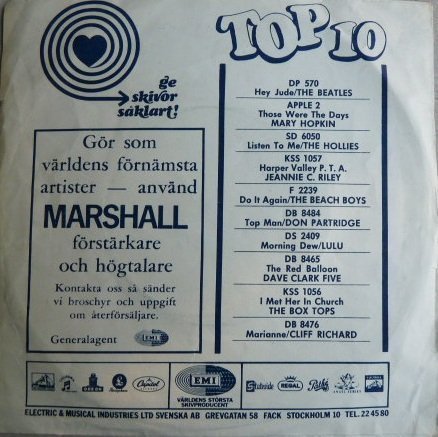 ge
skivor
såklart!
TOP 10
Gör som
världens förnämsta
artister — använd
MARSHALL
förstärkare
och högtalare
Kontakta oss så sänder
vi broschyr och uppgift
om återförsäljare.
Generalagent EMI
DP 570
Hey Jude/THE BEATLES
APPLE 2
Those Were The Days
MARY HOPKIN
SD 6050
Listen To Me/THE HOLLIES
KSS 1057
Harper Valley P. T. A.
JEANNIE C. RILEY
F 2239
Do It Again/THE BEACH BOYS
DB 8484
Top Man/DON PARTRIDGE
DS 2409
Morning Dew/LULU
DB 8465
The Red Balloon
DAVE CLARK FIVE
KSS 1056
I Met Her In Church
THE BOX TOPS
DB 8476
Marianne/CLIFF RICHARD
ODEON
Capitol
EMI
VÄRLDENS STÖRSTA
SKIVPRODUCENT
Stateside
REGAL
Pathé
ELECTRIC & MUSICAL INDUSTRIES LTD SVENSKA AB GREVGATAN 58 FACK STOCKHOLM 10 TEL. 22 45 80